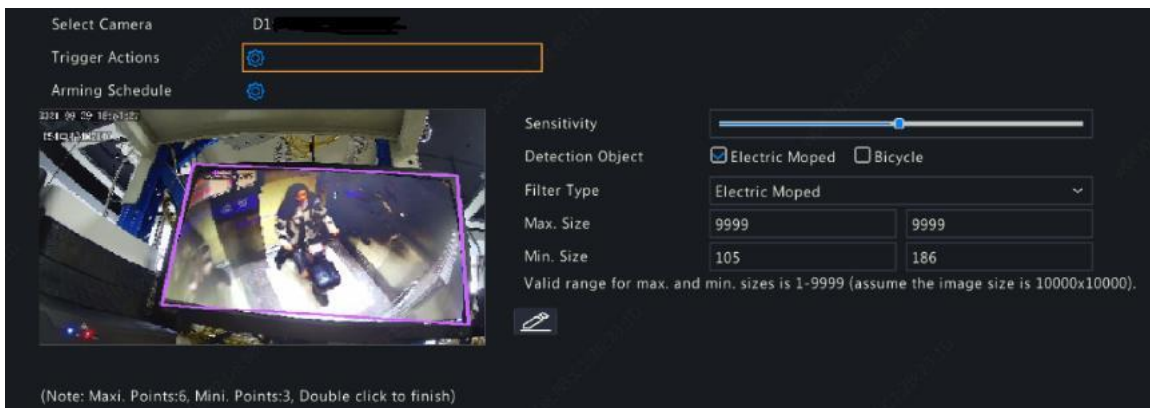 Select Camera D1
Trigger Actions
Arming Schedule
Sensitivity
Detection Object Electric Moped Bicycle
Filter Type Electric Moped
Max. Size 9999 9999
Min. Size 105 186
Valid range for max. and min. sizes is 1-9999 (assume the image size is 10000x10000).
(Note: Maxi. Points:6, Mini. Points:3, Double click to finish)